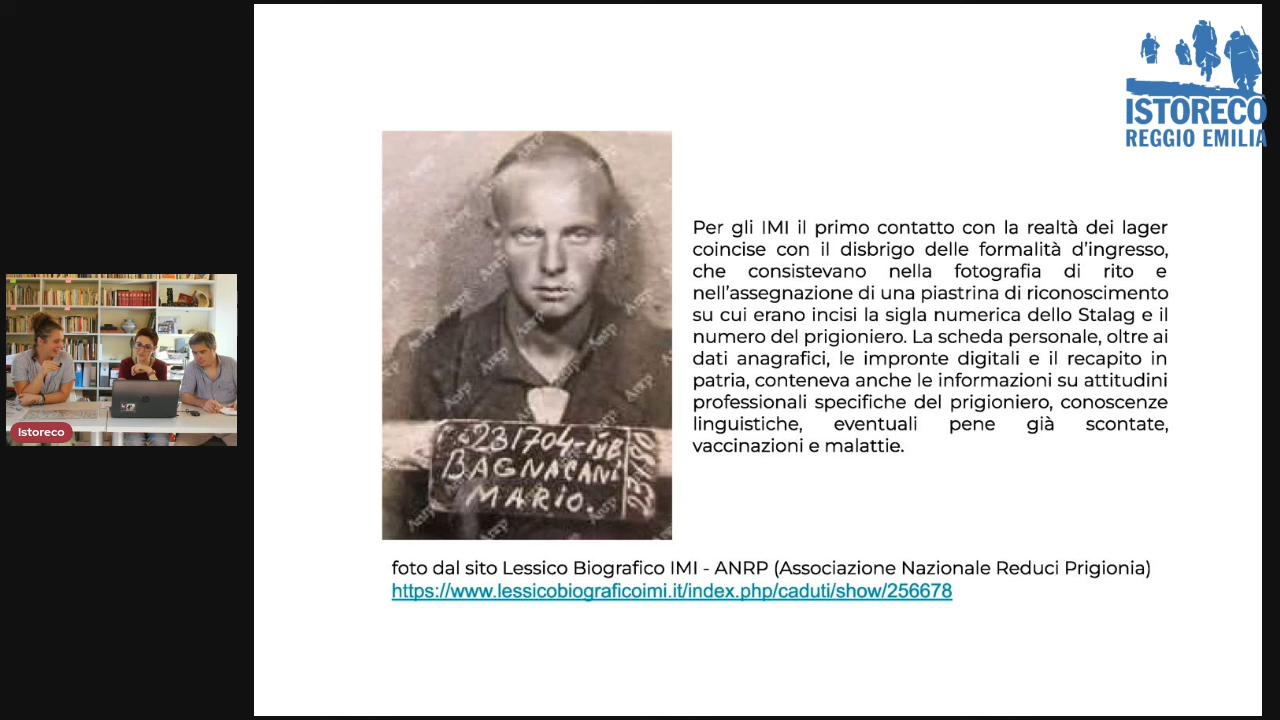 ISTORECO
REGGIO EMILIA
Per gli IMI il primo contatto con la realtà dei lager
coincise con il disbrigo delle formalità d'ingresso,
che consistevano nella fotografia di rito e
nell'assegnazione di una piastrina di riconoscimento
su cui erano incisi la sigla numerica dello Stalag e il
numero del prigioniero. La scheda personale, oltre ai
dati anagrafici, le impronte digitali e il recapito in
patria, conteneva anche le informazioni su attitudini
professionali specifiche del prigioniero, conoscenze
linguistiche, eventuali pene già scontate,
vaccinazioni e malattie.
Anrp
231704-
BAGNACANI
MARIO.
foto dal sito Lessico Biografico IMI - ANRP (Associazione Nazionale Reduci Prigionia)
https://www.lessicobiograficoimi.it/index.php/caduti/show/256678
Istoreco